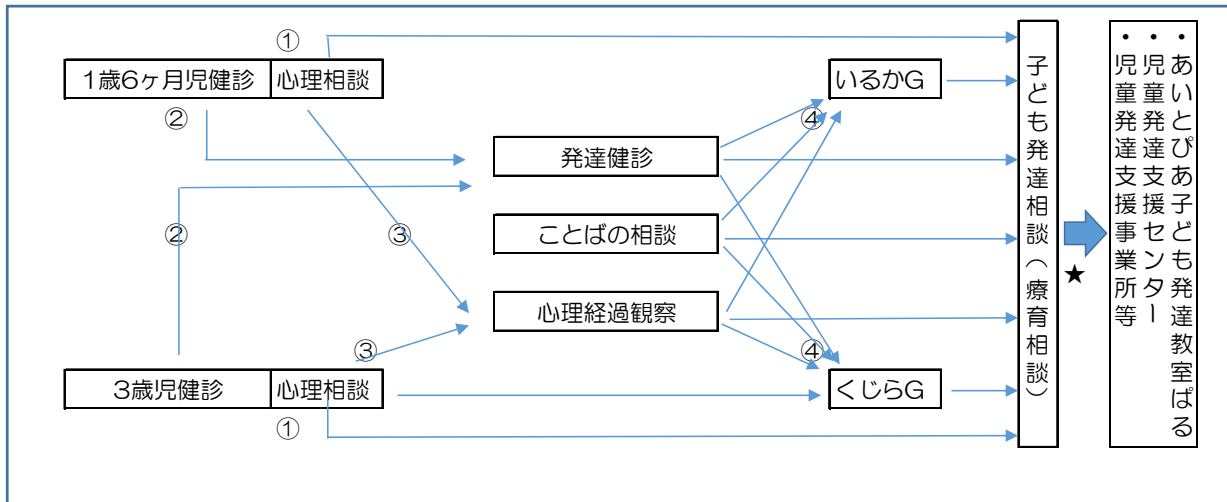 ①
1歳6ヶ月児健診
心理相談
②
③
いるかG
④
発達健診
ことばの相談
②
心理経過観察
③
④
3歳児健診
心理相談
①
くじらG
子ども発達相談（療育相談）
★
・あいとぴあ子ども発達教室ぱる
・児童発達支援センター
・児童発達支援事業所等